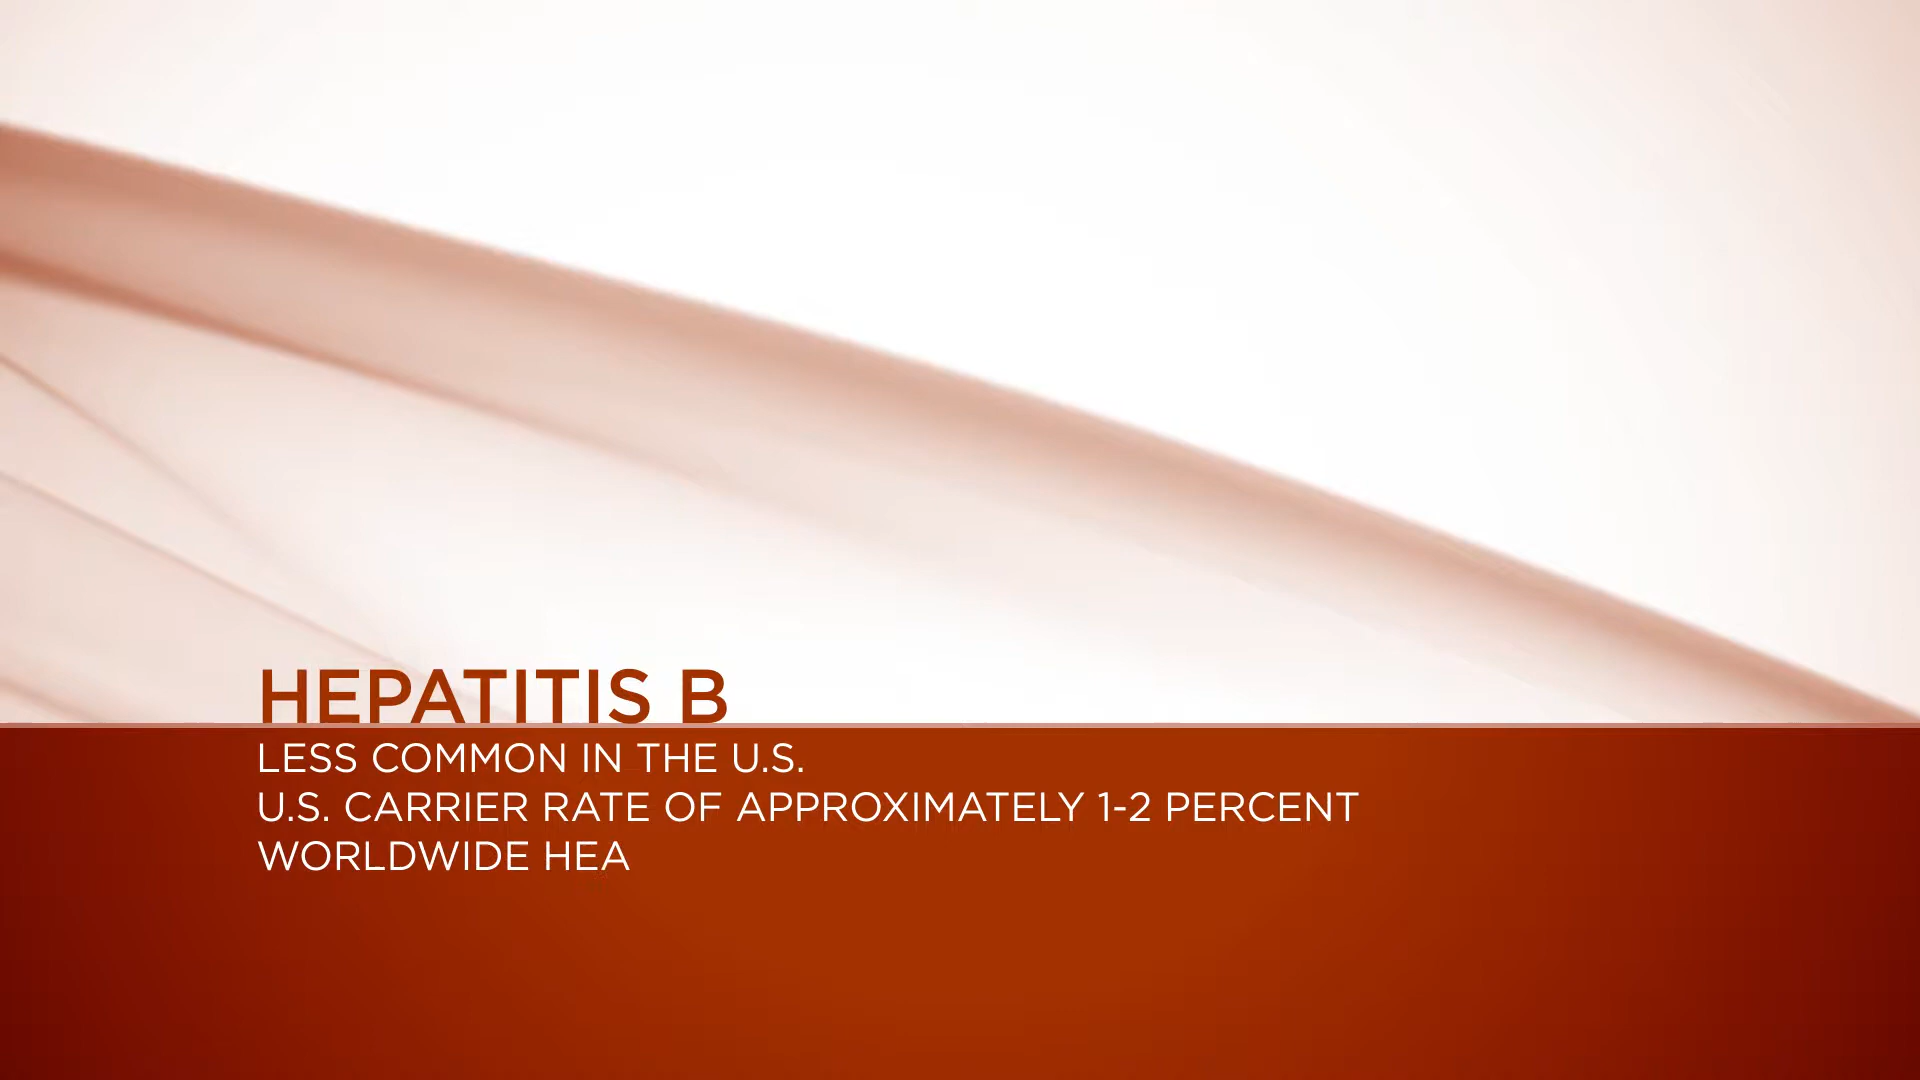 HEPATITIS B
LESS COMMON IN THE U.S.
U.S. CARRIER RATE OF APPROXIMATELY 1-2 PERCENT
WORLDWIDE HEA